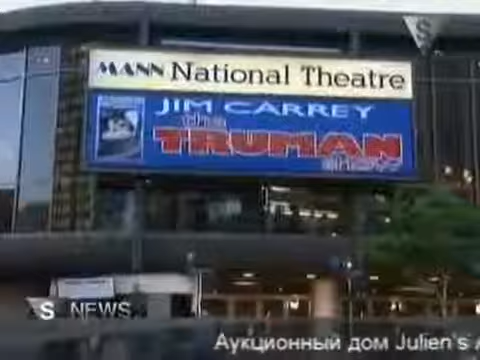 S
MANN National Theatre
JIM CARREY
the
TRUMAN
show
S NEWS
Аукционный дом Julien's A